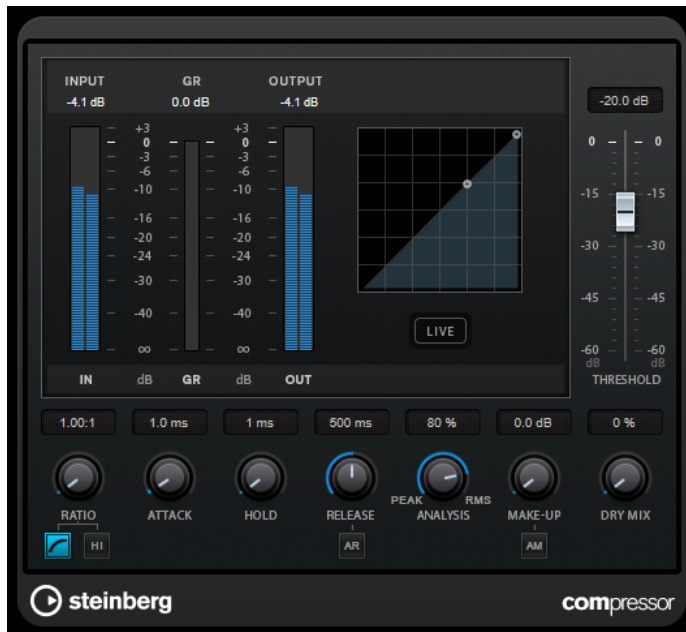 INPUT GR OUTPUT
-4.1 dB 0.0 dB -4.1 dB
-20.0 dB
+3 +3
0 0 0 0
-3 -3
-6 -6
-10 -10
-15 -15
-16 -16
-20 -20
-24 -24
-30 -30 -30 -30
-40 -40
-45 -45
∞ ∞
LIVE
-60 -60
dB dB
IN dB GR dB OUT
THRESHOLD
1.00:1 1.0 ms 1 ms 500 ms 80 % 0.0 dB 0 %
PEAK RMS
RATIO ATTACK HOLD RELEASE ANALYSIS MAKE-UP DRY MIX
HI AR AM
steinberg compressor